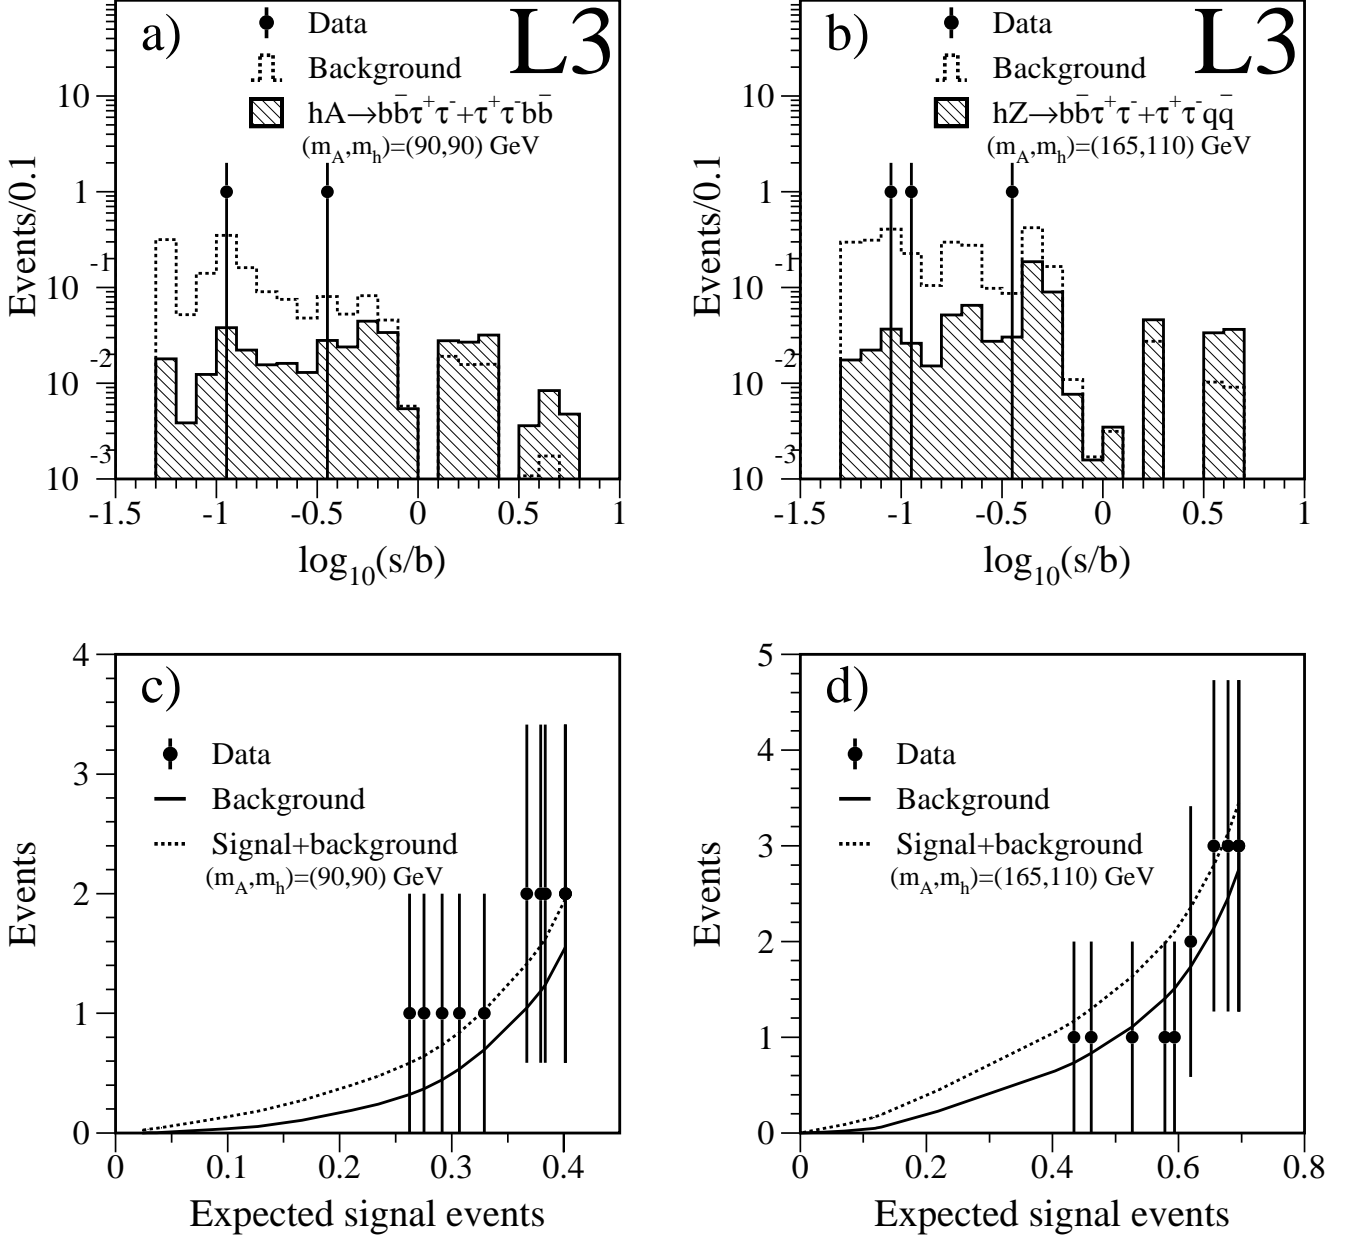 a)
L3
Data
Background
hA→bb̄τ⁺τ⁻+τ⁺τ⁻bb̄
(m_A,m_h)=(90,90) GeV
Events/0.1
10
1
10⁻¹
10⁻²
10⁻³
-1.5 -1 -0.5 0 0.5 1
log₁₀(s/b)
b)
L3
Data
Background
hZ→bb̄τ⁺τ⁻+τ⁺τ⁻qq̄
(m_A,m_h)=(165,110) GeV
Events/0.1
10
1
10⁻¹
10⁻²
10⁻³
-1.5 -1 -0.5 0 0.5 1
log₁₀(s/b)
c)
Data
Background
Signal+background
(m_A,m_h)=(90,90) GeV
Events
4
3
2
1
0
0 0.1 0.2 0.3 0.4
Expected signal events
d)
Data
Background
Signal+background
(m_A,m_h)=(165,110) GeV
Events
5
4
3
2
1
0
0 0.2 0.4 0.6 0.8
Expected signal events